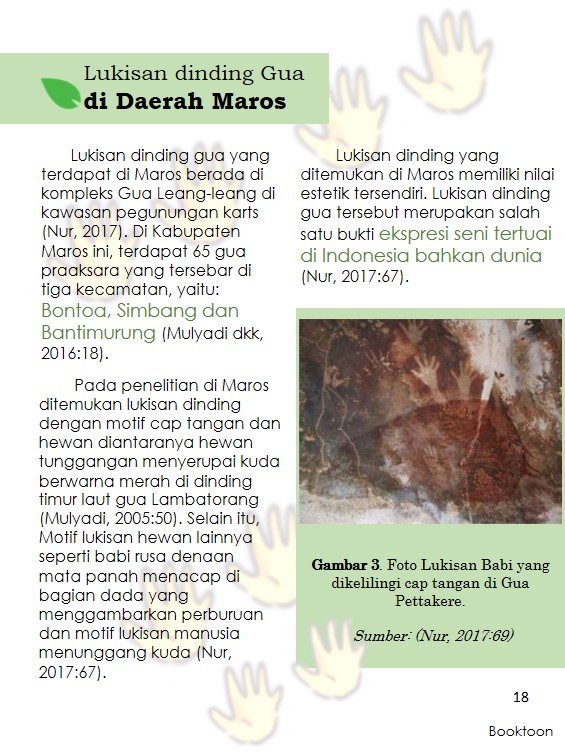 Lukisan dinding Gua
di Daerah Maros
Lukisan dinding gua yang
terdapat di Maros berada di
kompleks Gua Leang-leang di
kawasan pegunungan karts
(Nur, 2017). Di Kabupaten
Maros ini, terdapat 65 gua
praaksara yang tersebar di
tiga kecamatan, yaitu:
Bontoa, Simbang dan
Bantimurung (Mulyadi dkk,
2016:18).
Pada penelitian di Maros
ditemukan lukisan dinding
dengan motif cap tangan dan
hewan diantaranya hewan
tunggangan menyerupai kuda
berwarna merah di dinding
timur laut gua Lambatorang
(Mulyadi, 2005:50). Selain itu,
Motif lukisan hewan lainnya
seperti babi rusa denaan
mata panah menacap di
bagian dada yang
menggambarkan perburuan
dan motif lukisan manusia
menunggang kuda (Nur,
2017:67).
Lukisan dinding yang
ditemukan di Maros memiliki nilai
estetik tersendiri. Lukisan dinding
gua tersebut merupakan salah
satu bukti ekspresi seni tertuai
di Indonesia bahkan dunia
(Nur, 2017:67).
Gambar 3. Foto Lukisan Babi yang
dikelilingi cap tangan di Gua
Pettakere.
Sumber: (Nur, 2017:69)
18
Booktoon